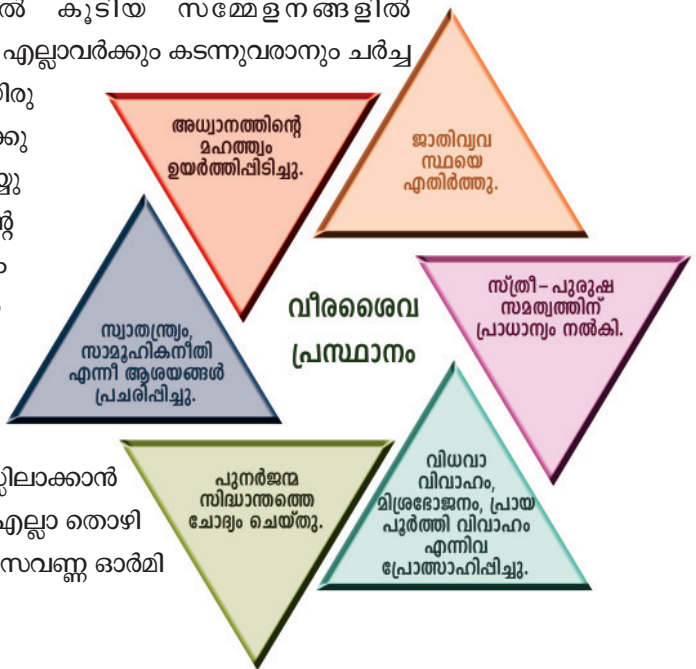 കൂടിയ സമ്മേളനങ്ങളിൽ
എല്ലാവർക്കും കടന്നുവരാനും ചർച്ച
അധ്വാനത്തിന്റെ
മഹത്ത്വം
ഉയർത്തിപ്പിടിച്ചു.
ജാതിവ്യവ
സ്ഥയെ
എതിർത്തു.
സ്വാതന്ത്ര്യം,
സാമൂഹികനീതി
എന്നീ ആശയങ്ങൾ
പ്രചരിപ്പിച്ചു.
വീരശൈവ
പ്രസ്ഥാനം
സ്ത്രീ-പുരുഷ
സമത്വത്തിന്
പ്രാധാന്യം നൽകി.
പുനർജന്മ
സിദ്ധാന്തത്തെ
ചോദ്യം ചെയ്തു.
വിധവാ
വിവാഹം,
മിശ്രഭോജനം, പ്രായ
പൂർത്തി വിവാഹം
എന്നിവ
പ്രോത്സാഹിപ്പിച്ചു.
എല്ലാ തൊഴി
ഓർമി